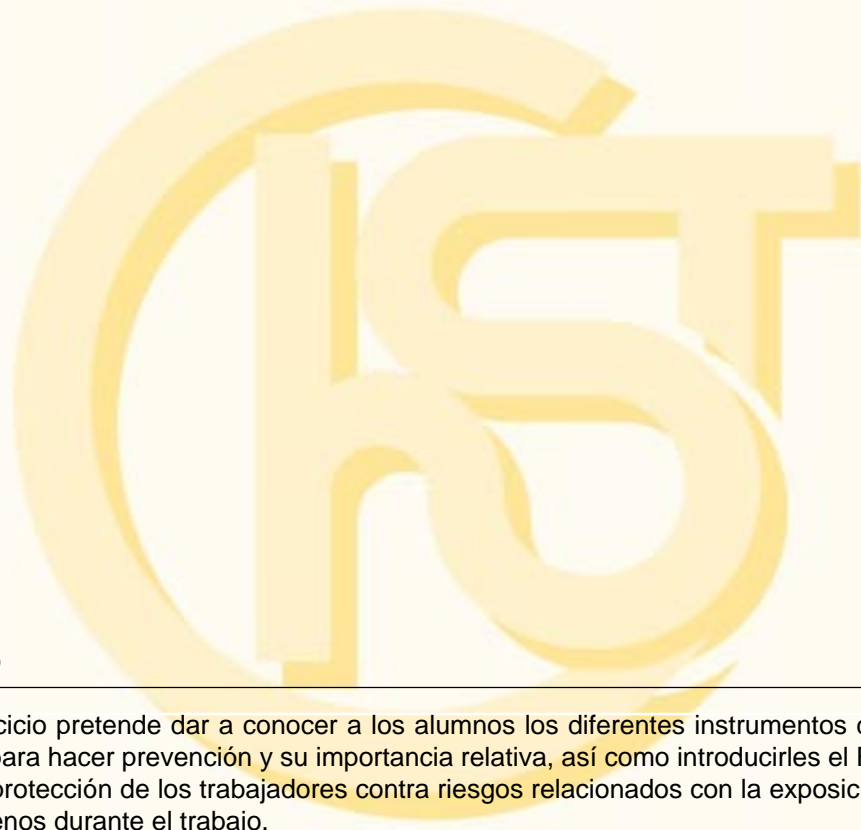 cicio pretende dar a conocer a los alumnos los diferentes instrumentos
para hacer prevención y su importancia relativa, así como introducirles el
protección de los trabajadores contra riesgos relacionados con la exposici
enos durante el trabajo.